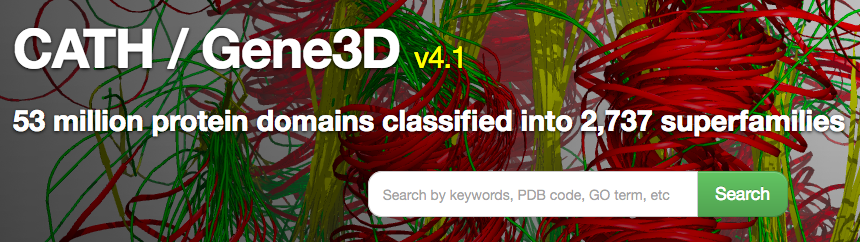 CATH / Gene3D v4.1
53 million protein domains classified into 2,737 superfamilies
Search by keywords, PDB code, GO term, etc Search